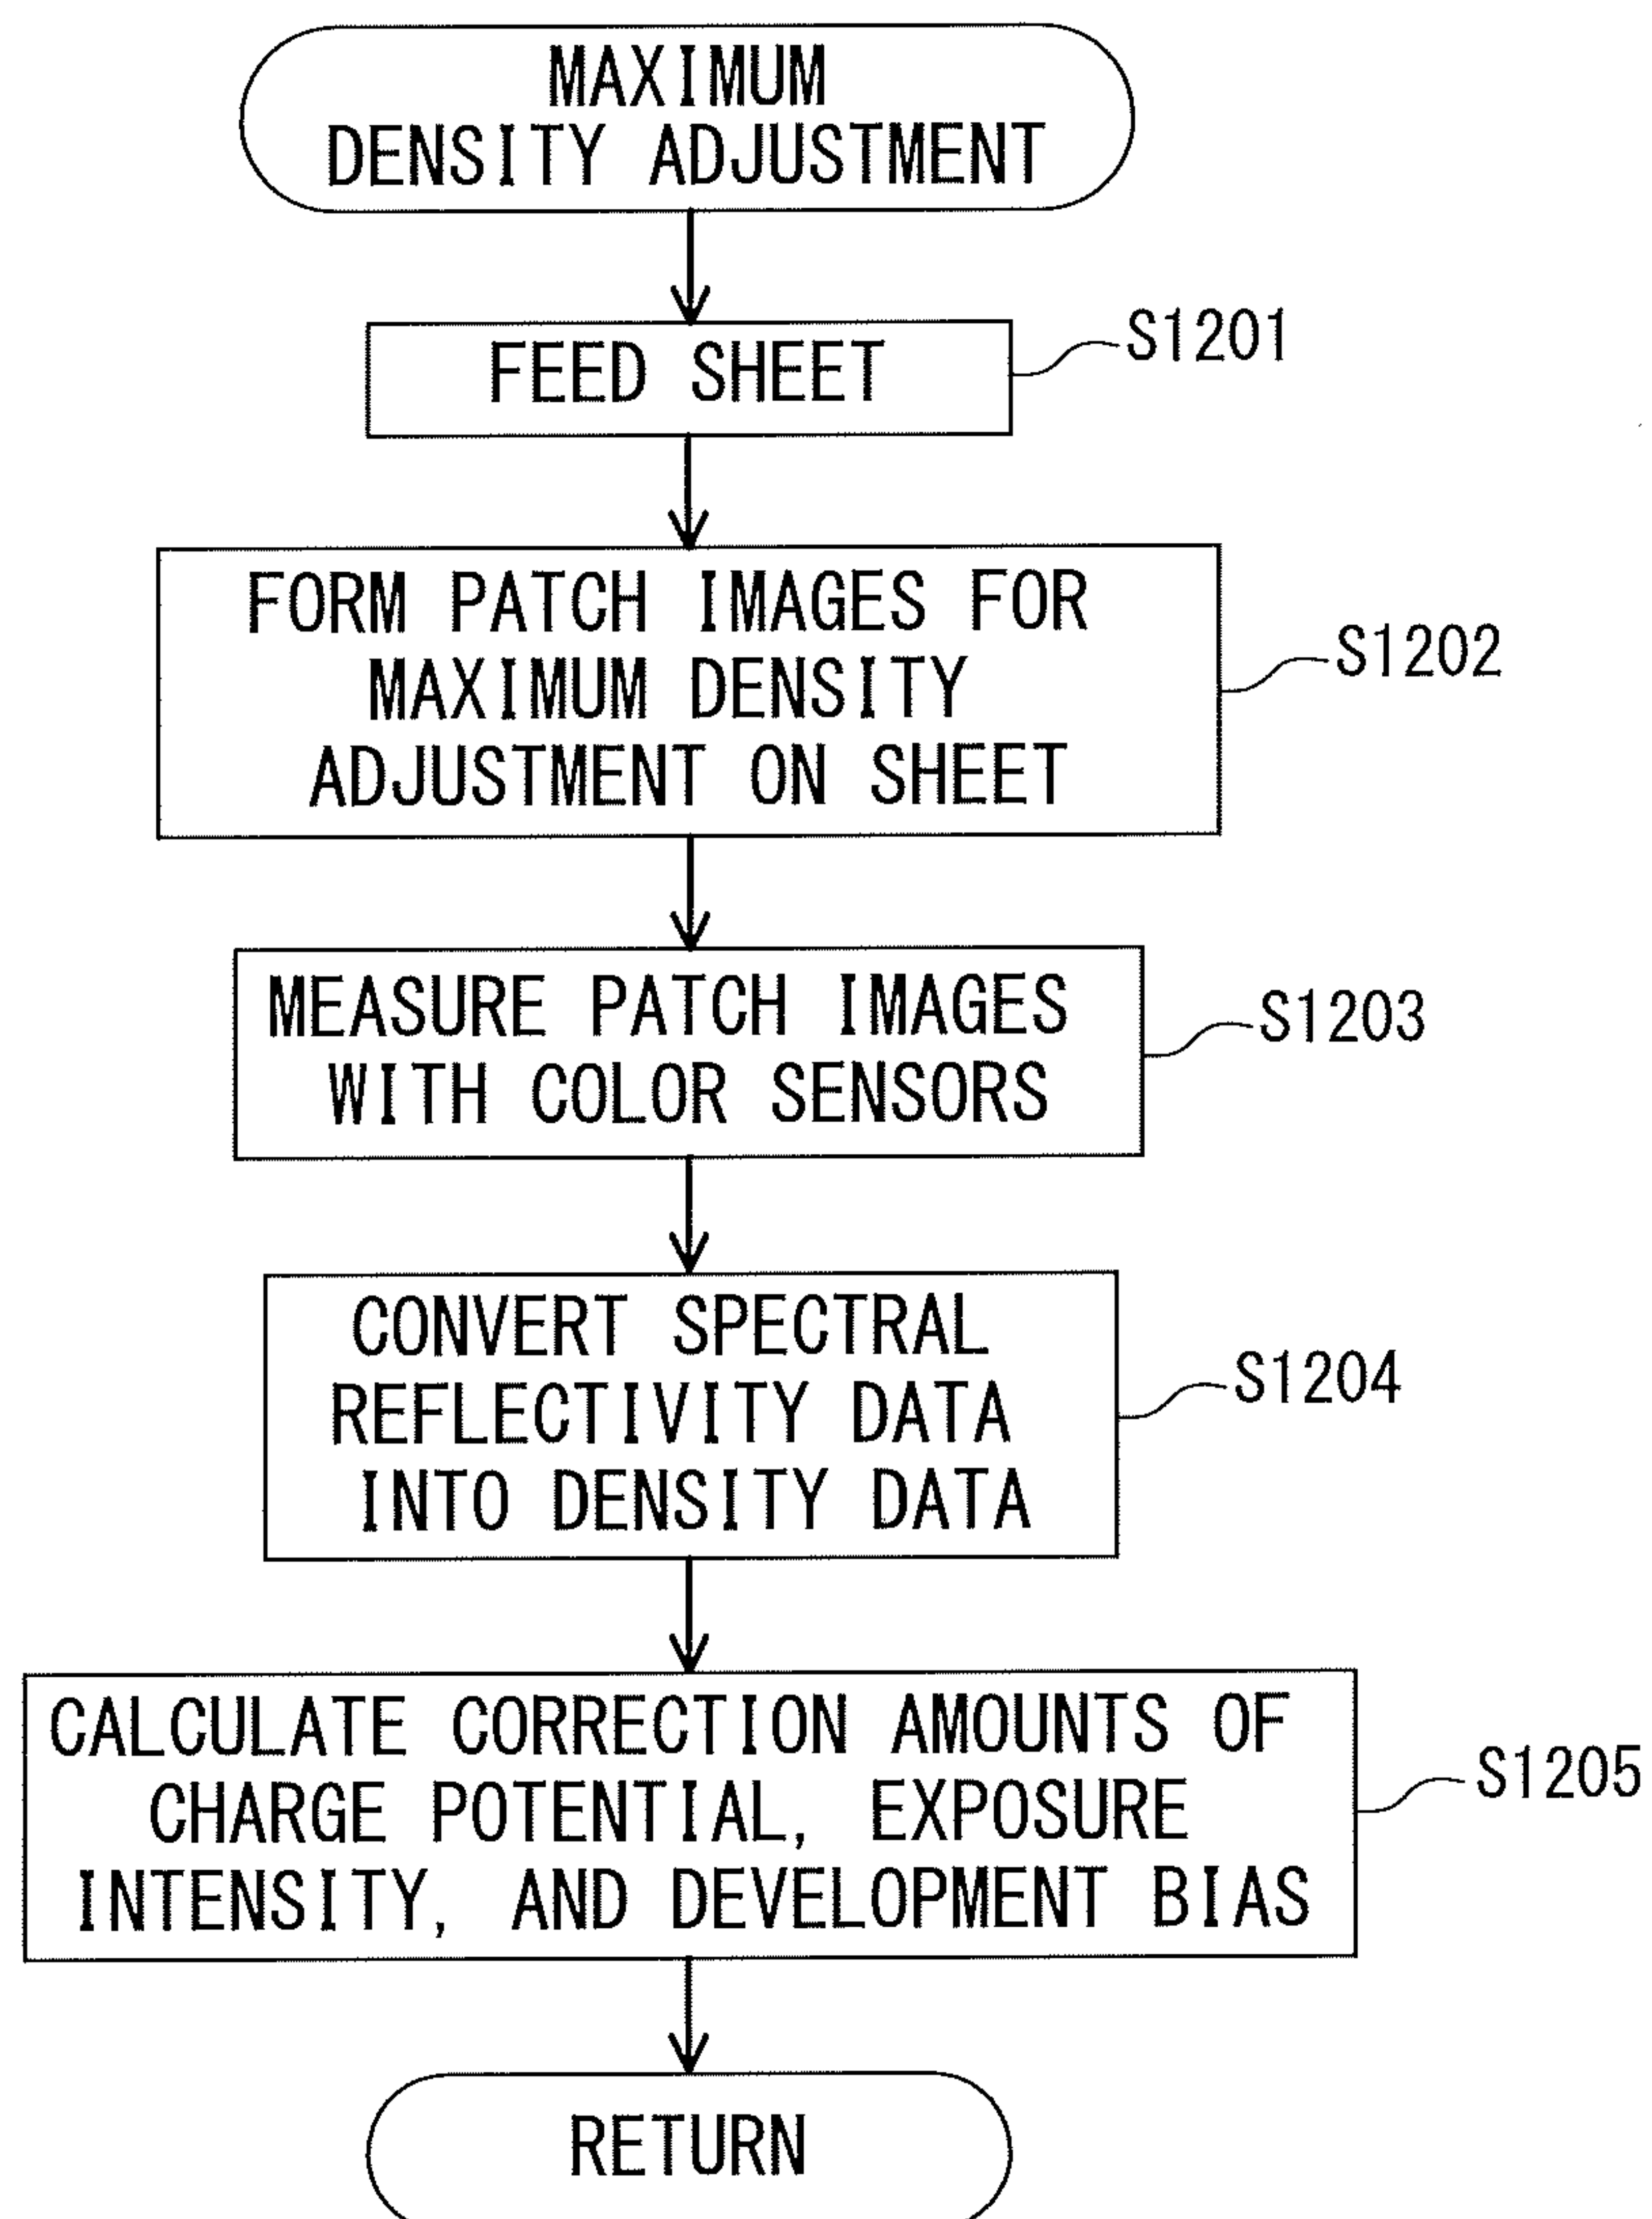 MAXIMUM
DENSITY ADJUSTMENT
FEED SHEET
S1201
FORM PATCH IMAGES FOR
MAXIMUM DENSITY
ADJUSTMENT ON SHEET
S1202
MEASURE PATCH IMAGES
WITH COLOR SENSORS
S1203
CONVERT SPECTRAL
REFLECTIVITY DATA
INTO DENSITY DATA
S1204
CALCULATE CORRECTION AMOUNTS OF
CHARGE POTENTIAL, EXPOSURE
INTENSITY, AND DEVELOPMENT BIAS
S1205
RETURN